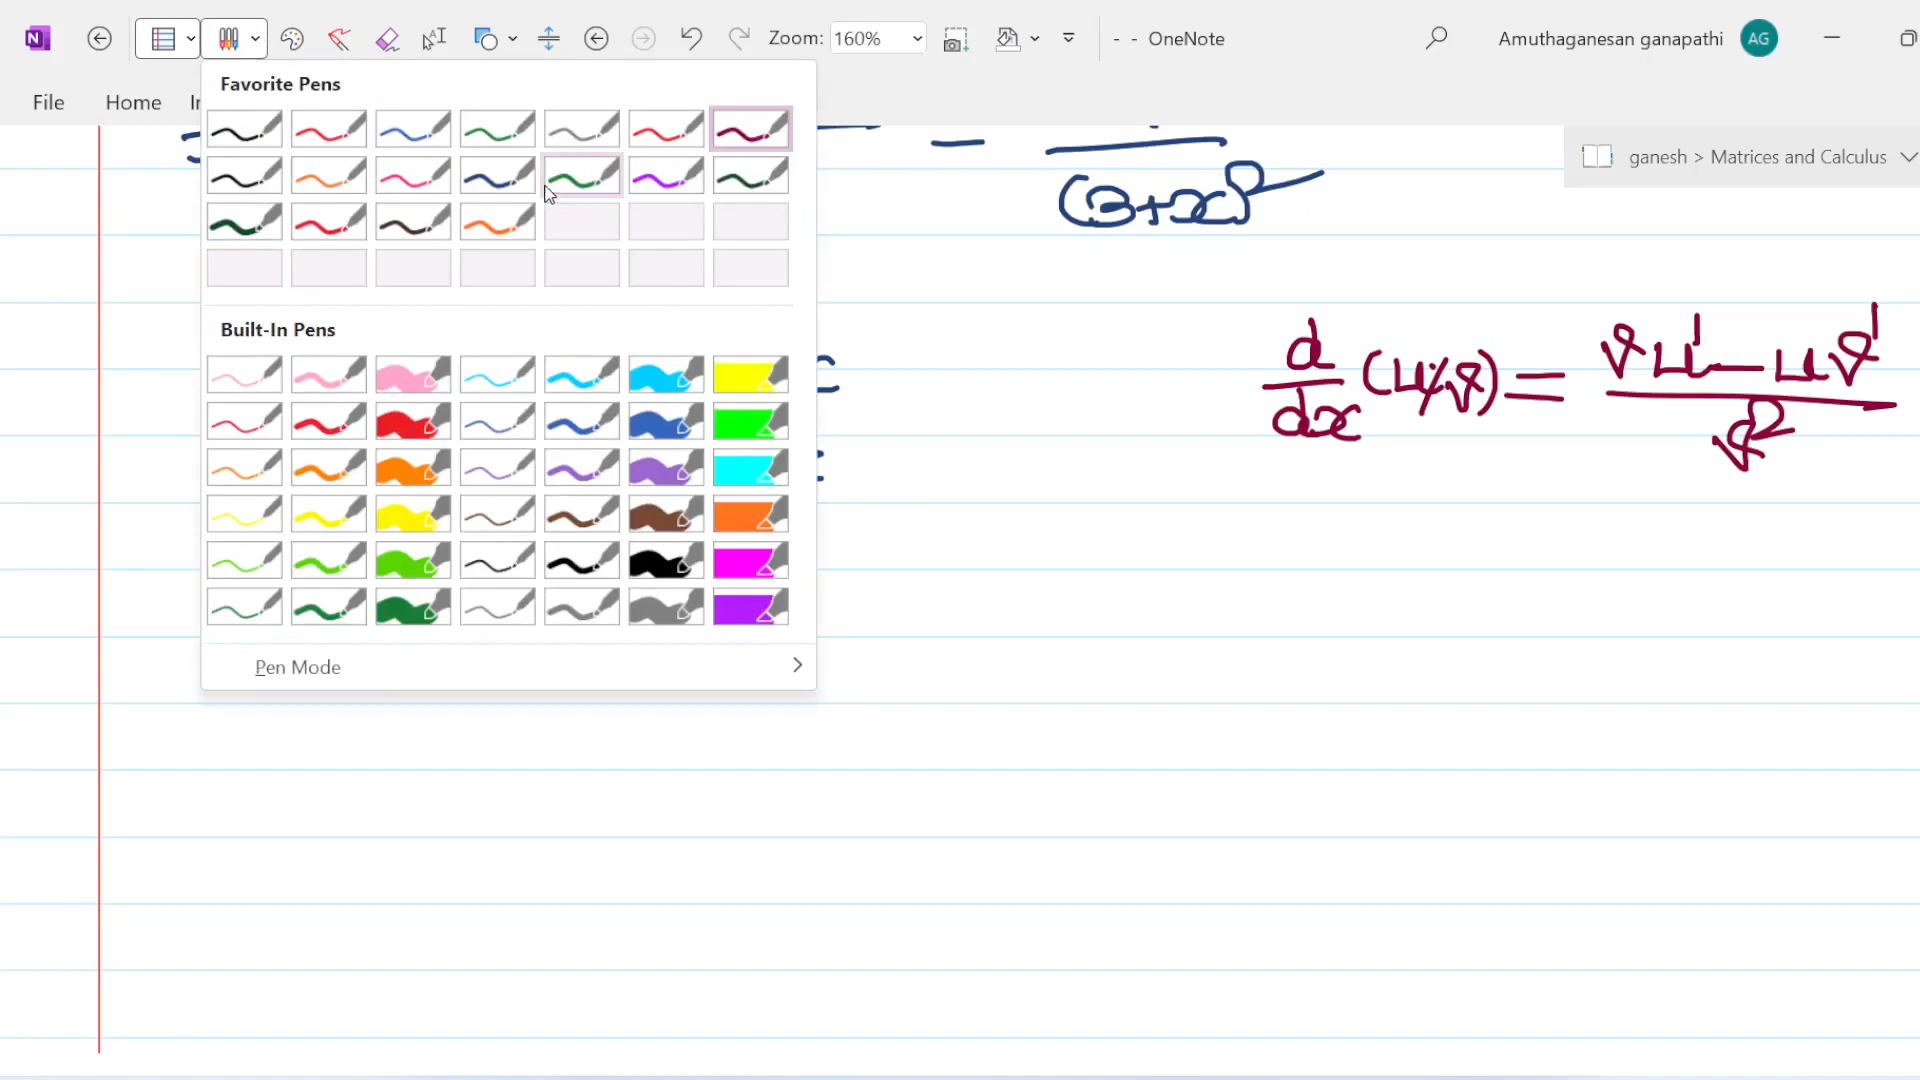 Zoom: 160% - - OneNote Amuthaganesan ganapathi AG
File Home In
Favorite Pens
ganesh > Matrices and Calculus
(3+x)²
d/dx (u/v) = vu' - uv' / v²
Built-In Pens
Pen Mode